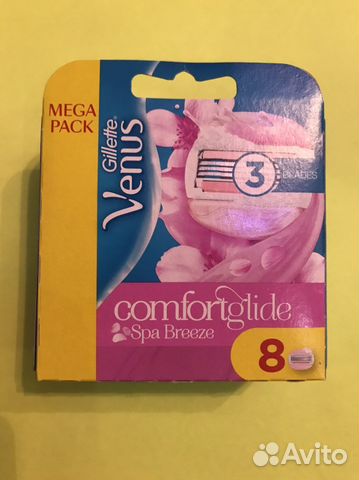 MEGA
PACK
Gillette
Venus
3
BLADES
comfortglide
Spa Breeze
8
Avito